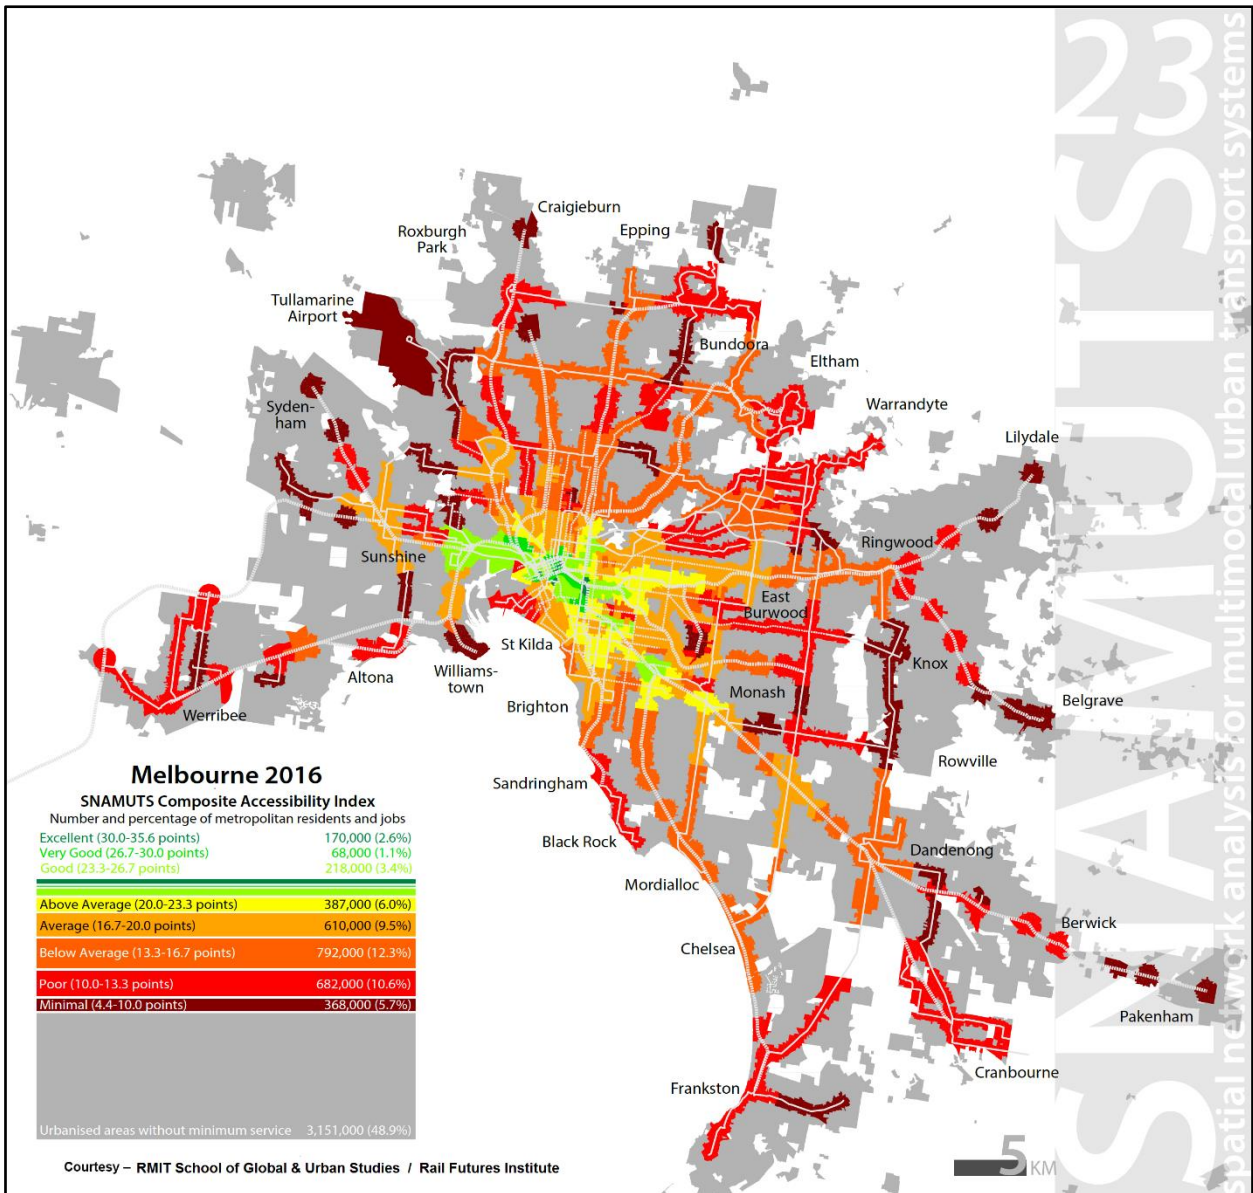 SNAMUTS 23
spatial network analysis for multimodal urban transport systems
Craigieburn
Roxburgh
Park
Epping
Tullamarine
Airport
Bundoora
Eltham
Warrandyte
Lilydale
Syden-
ham
Ringwood
Sunshine
East
Burwood
St Kilda
Knox
Altona
Williams-
town
Monash
Belgrave
Werribee
Brighton
Rowville
Sandringham
Black Rock
Dandenong
Mordialloc
Berwick
Chelsea
Pakenham
Cranbourne
Frankston
Melbourne 2016
SNAMUTS Composite Accessibility Index
Number and percentage of metropolitan residents and jobs
Excellent (30.0-35.6 points) 170,000 (2.6%)
Very Good (26.7-30.0 points) 68,000 (1.1%)
Good (23.3-26.7 points) 218,000 (3.4%)
Above Average (20.0-23.3 points) 387,000 (6.0%)
Average (16.7-20.0 points) 610,000 (9.5%)
Below Average (13.3-16.7 points) 792,000 (12.3%)
Poor (10.0-13.3 points) 682,000 (10.6%)
Minimal (4.4-10.0 points) 368,000 (5.7%)
Urbanised areas without minimum service 3,151,000 (48.9%)
Courtesy – RMIT School of Global & Urban Studies / Rail Futures Institute
5 KM